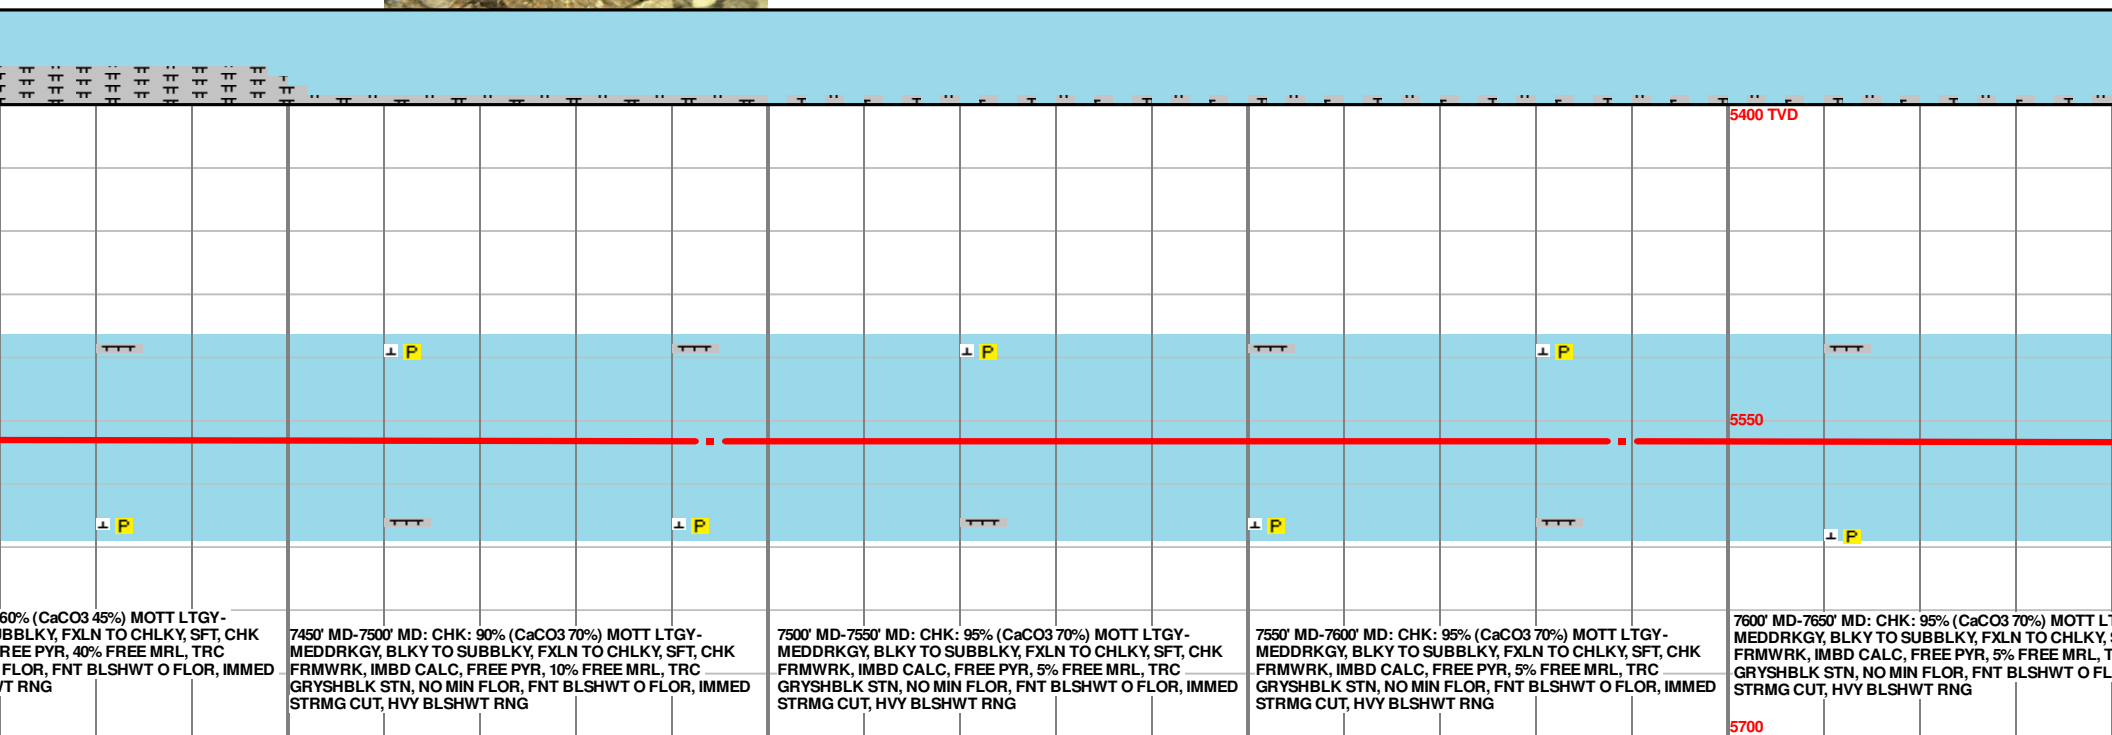 5400 TVD
P
P
P
5550
P
P
P
P
60% (CaCO3 45%) MOTT LTGY-
BBLKY, FXLN TO CHLKY, SFT, CHK
REE PYR, 40% FREE MRL, TRC
FLOR, FNT BLSHWT O FLOR, IMMED
T RNG
7450' MD-7500' MD: CHK: 90% (CaCO3 70%) MOTT LTGY-
MEDDRKGY, BLKY TO SUBBLKY, FXLN TO CHLKY, SFT, CHK
FRMWRK, IMBD CALC, FREE PYR, 10% FREE MRL, TRC
GRYSHBLK STN, NO MIN FLOR, FNT BLSHWT O FLOR, IMMED
STRMG CUT, HVY BLSHWT RNG
7500' MD-7550' MD: CHK: 95% (CaCO3 70%) MOTT LTGY-
MEDDRKGY, BLKY TO SUBBLKY, FXLN TO CHLKY, SFT, CHK
FRMWRK, IMBD CALC, FREE PYR, 5% FREE MRL, TRC
GRYSHBLK STN, NO MIN FLOR, FNT BLSHWT O FLOR, IMMED
STRMG CUT, HVY BLSHWT RNG
7550' MD-7600' MD: CHK: 95% (CaCO3 70%) MOTT LTGY-
MEDDRKGY, BLKY TO SUBBLKY, FXLN TO CHLKY, SFT, CHK
FRMWRK, IMBD CALC, FREE PYR, 5% FREE MRL, TRC
GRYSHBLK STN, NO MIN FLOR, FNT BLSHWT O FLOR, IMMED
STRMG CUT, HVY BLSHWT RNG
7600' MD-7650' MD: CHK: 95% (CaCO3 70%) MOTT LT
MEDDRKGY, BLKY TO SUBBLKY, FXLN TO CHLKY,
FRMWRK, IMBD CALC, FREE PYR, 5% FREE MRL, T
GRYSHBLK STN, NO MIN FLOR, FNT BLSHWT O FL
STRMG CUT, HVY BLSHWT RNG
5700